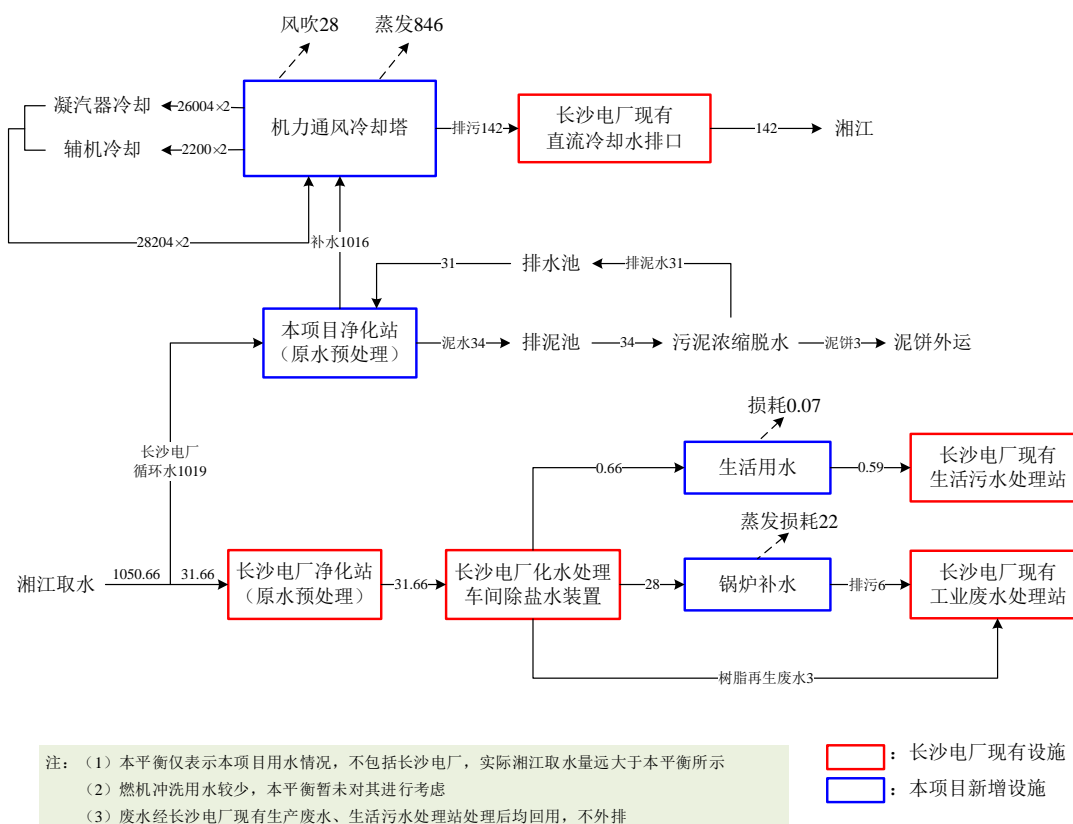 风吹28
蒸发846
凝汽器冷却
26004×2
机力通风冷却塔
辅机冷却
2200×2
排污142
长沙电厂现有
直流冷却水排口
142
湘江
28204×2
补水1016
31
排水池
排泥水31
本项目净化站
（原水预处理）
泥水34
排泥池
34
污泥浓缩脱水
泥饼3
泥饼外运
长沙电厂
循环水1019
损耗0.07
0.66
生活用水
0.59
长沙电厂现有
生活污水处理站
蒸发损耗22
湘江取水
1050.66
31.66
长沙电厂净化站
（原水预处理）
31.66
长沙电厂化水处理
车间除盐水装置
28
锅炉补水
排污6
长沙电厂现有
工业废水处理站
树脂再生废水3
注：（1）本平衡仅表示本项目用水情况，不包括长沙电厂，实际湘江取水量远大于本平衡所示
（2）燃机冲洗用水较少，本平衡暂未对其进行考虑
（3）废水经长沙电厂现有生产废水、生活污水处理站处理后均回用，不外排
：长沙电厂现有设施
：本项目新增设施